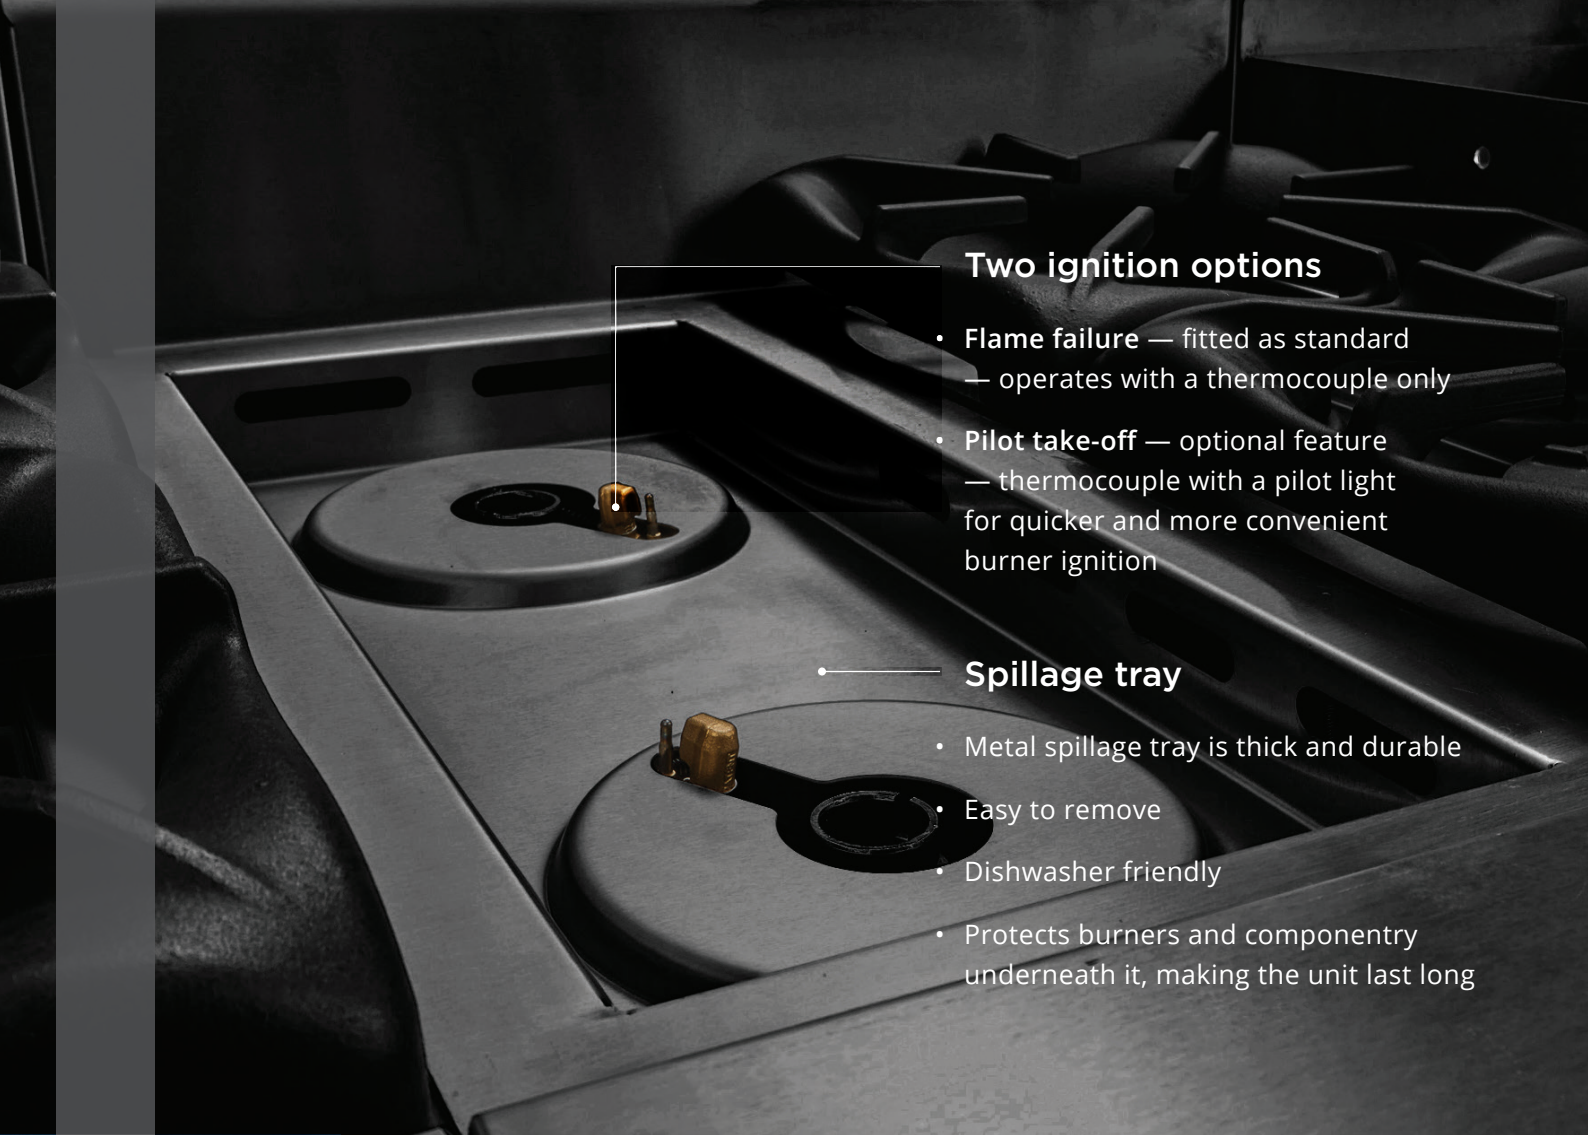 Two ignition options
• Flame failure — fitted as standard
— operates with a thermocouple only
• Pilot take-off — optional feature
— thermocouple with a pilot light
for quicker and more convenient
burner ignition
Spillage tray
• Metal spillage tray is thick and durable
• Easy to remove
• Dishwasher friendly
• Protects burners and componentry
underneath it, making the unit last long